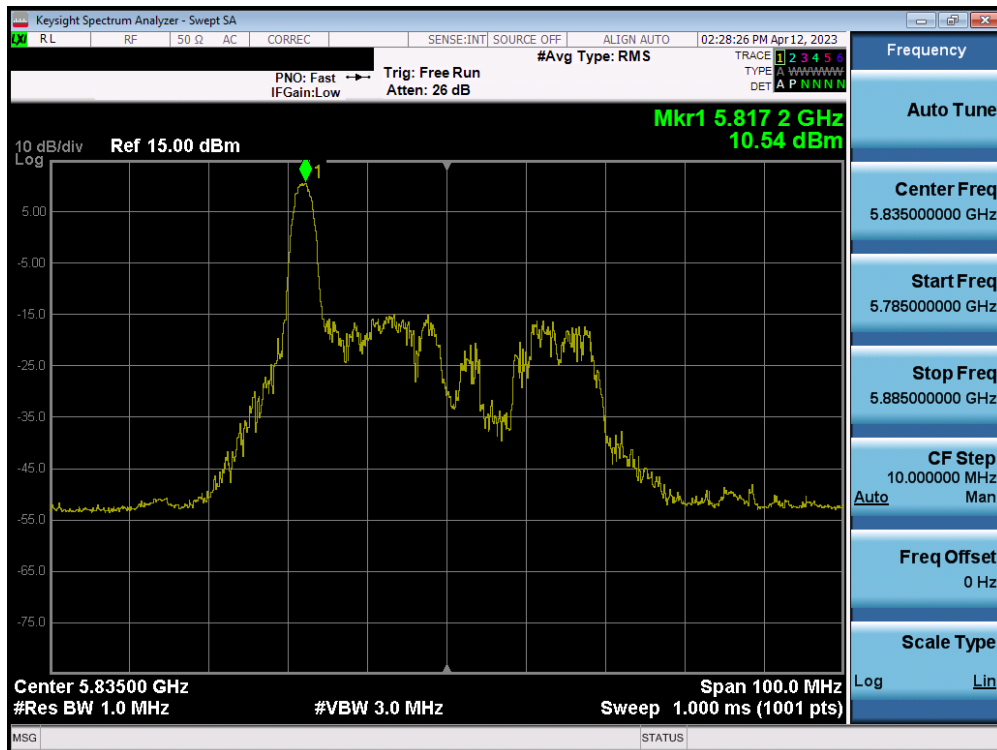 Keysight Spectrum Analyzer - Swept SA
LXI RL RF 50 Ω AC CORREC SENSE:INT SOURCE OFF ALIGN AUTO 02:28:26 PM Apr 12, 2023
#Avg Type: RMS
TRACE 1 2 3 4 5 6
PNO: Fast Trig: Free Run
TYPE A WWWWW
IFGain:Low Atten: 26 dB
DET A P N N N N
Mkr1 5.817 2 GHz
10.54 dBm
10 dB/div Ref 15.00 dBm
Log
1
5.00
-5.00
-15.0
-25.0
-35.0
-45.0
-55.0
-65.0
-75.0
Center 5.83500 GHz Span 100.0 MHz
#Res BW 1.0 MHz #VBW 3.0 MHz Sweep 1.000 ms (1001 pts)
MSG STATUS
Frequency
Auto Tune
Center Freq
5.835000000 GHz
Start Freq
5.785000000 GHz
Stop Freq
5.885000000 GHz
CF Step
10.000000 MHz
Auto Man
Freq Offset
0 Hz
Scale Type
Log Lin